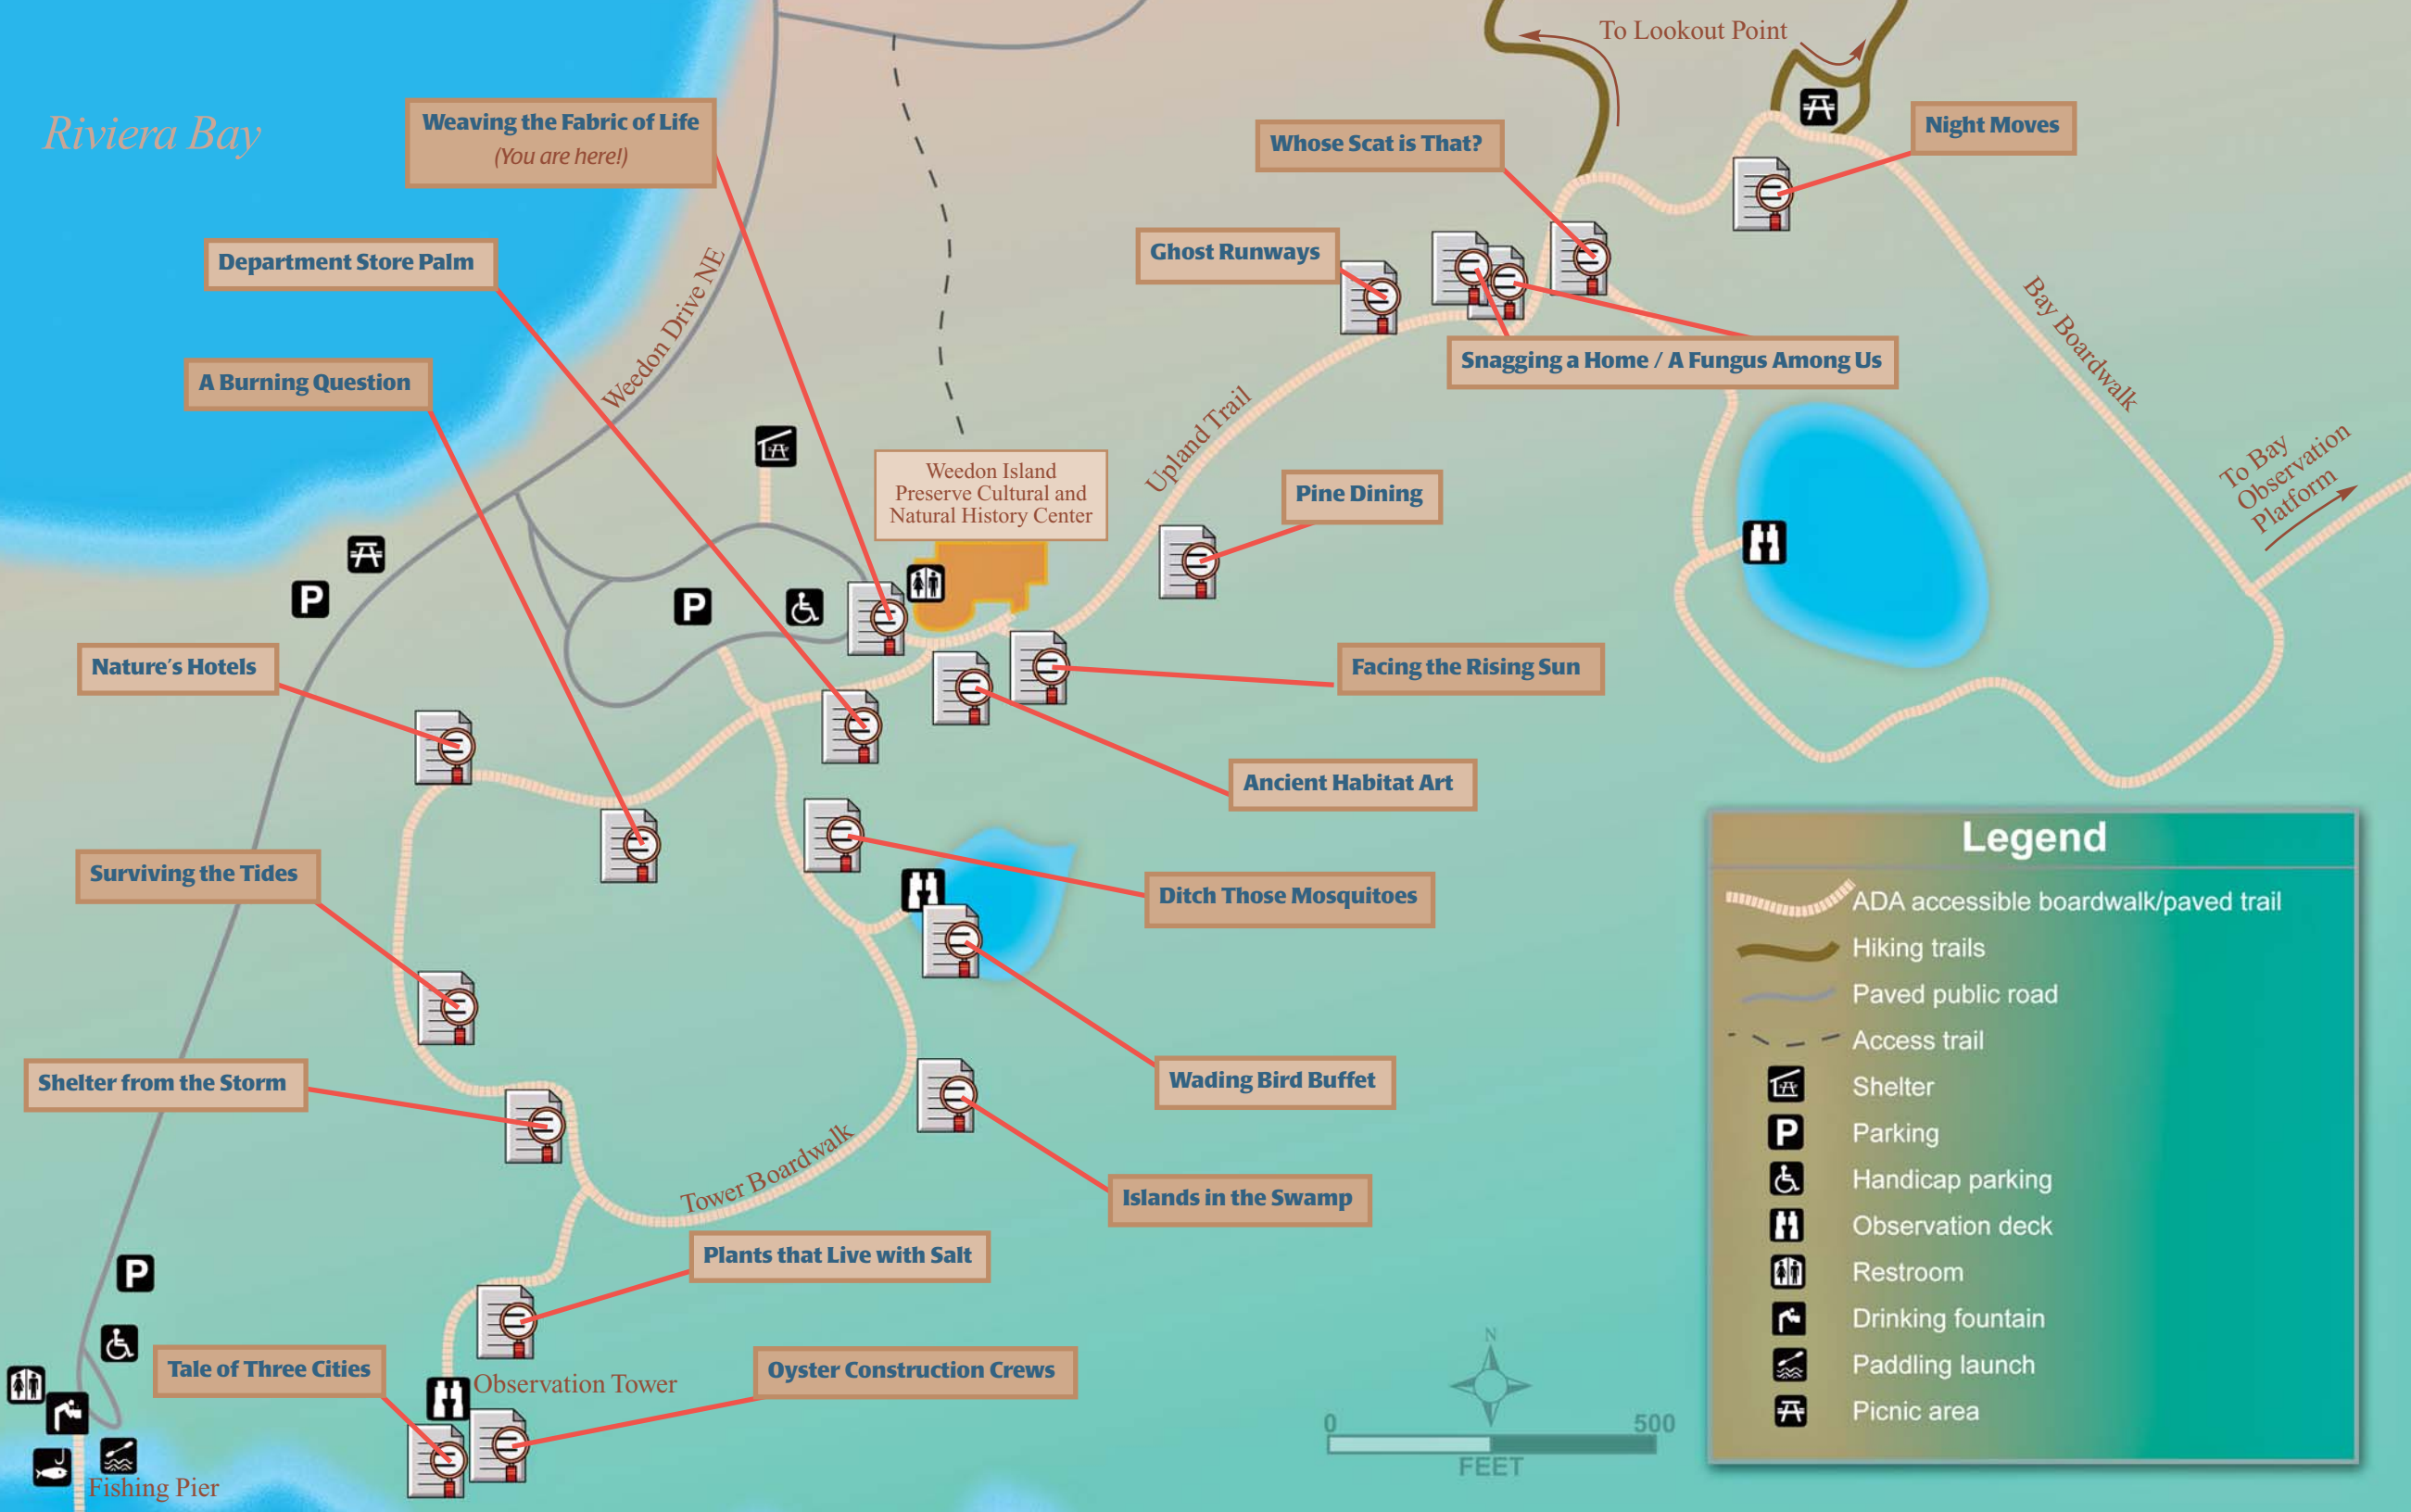 To Lookout Point
Riviera Bay
Weaving the Fabric of Life
(You are here!)
Whose Scat is That?
Night Moves
Department Store Palm
Ghost Runways
Weedon Drive NE
A Burning Question
Snagging a Home / A Fungus Among Us
Bay Boardwalk
Upland Trail
To Bay
Observation
Platform
Weedon Island
Preserve Cultural and
Natural History Center
Pine Dining
P
P
Nature's Hotels
Facing the Rising Sun
Ancient Habitat Art
Surviving the Tides
Ditch Those Mosquitoes
Shelter from the Storm
Wading Bird Buffet
Tower Boardwalk
Islands in the Swamp
Plants that Live with Salt
P
Tale of Three Cities
Observation Tower
Oyster Construction Crews
Fishing Pier
N
0 500
FEET
Legend
ADA accessible boardwalk/paved trail
Hiking trails
Paved public road
Access trail
Shelter
P Parking
Handicap parking
Observation deck
Restroom
Drinking fountain
Paddling launch
Picnic area